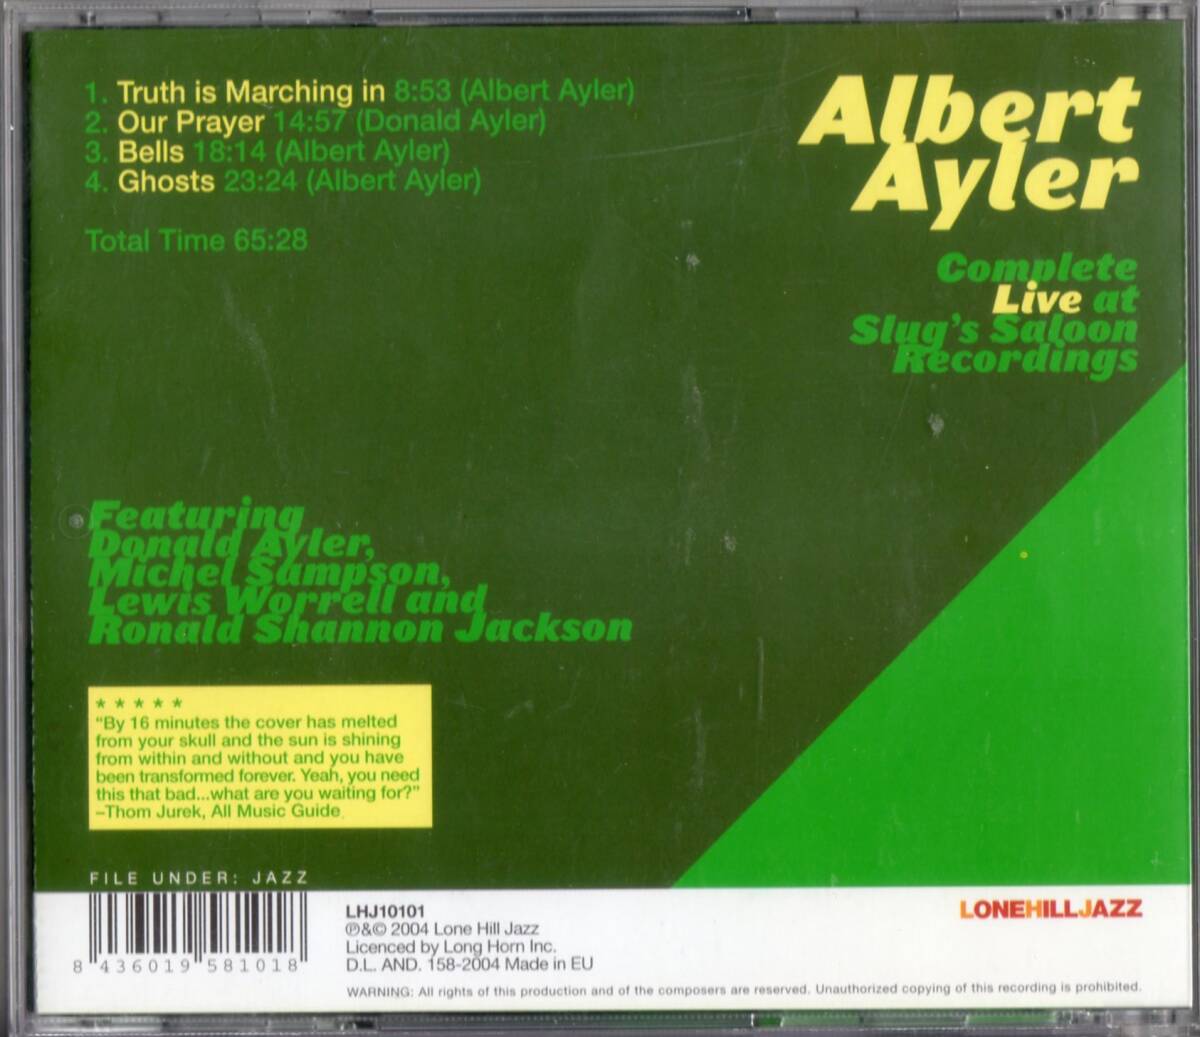 1. Truth is Marching in 8:53 (Albert Ayler)
2. Our Prayer 14:57 (Donald Ayler)
3. Bells 18:14 (Albert Ayler)
4. Ghosts 23:24 (Albert Ayler)
Total Time 65:28
Albert
Ayler
Complete
Live at
Slug's Saloon
Recordings
Featuring
Donald Ayler,
Michel Sampson,
Lewis Worrell and
Ronald Shannon Jackson
* * * * *
"By 16 minutes the cover has melted
from your skull and the sun is shining
from within and without and you have
been transformed forever. Yeah, you need
this that bad...what are you waiting for?"
–Thom Jurek, All Music Guide.
FILE UNDER: JAZZ
8 436019 581018
LHJ10101
℗&© 2004 Lone Hill Jazz
Licenced by Long Horn Inc.
D.L. AND. 158-2004 Made in EU
LONEHILLJAZZ
WARNING: All rights of this production and of the composers are reserved. Unauthorized copying of this recording is prohibited.